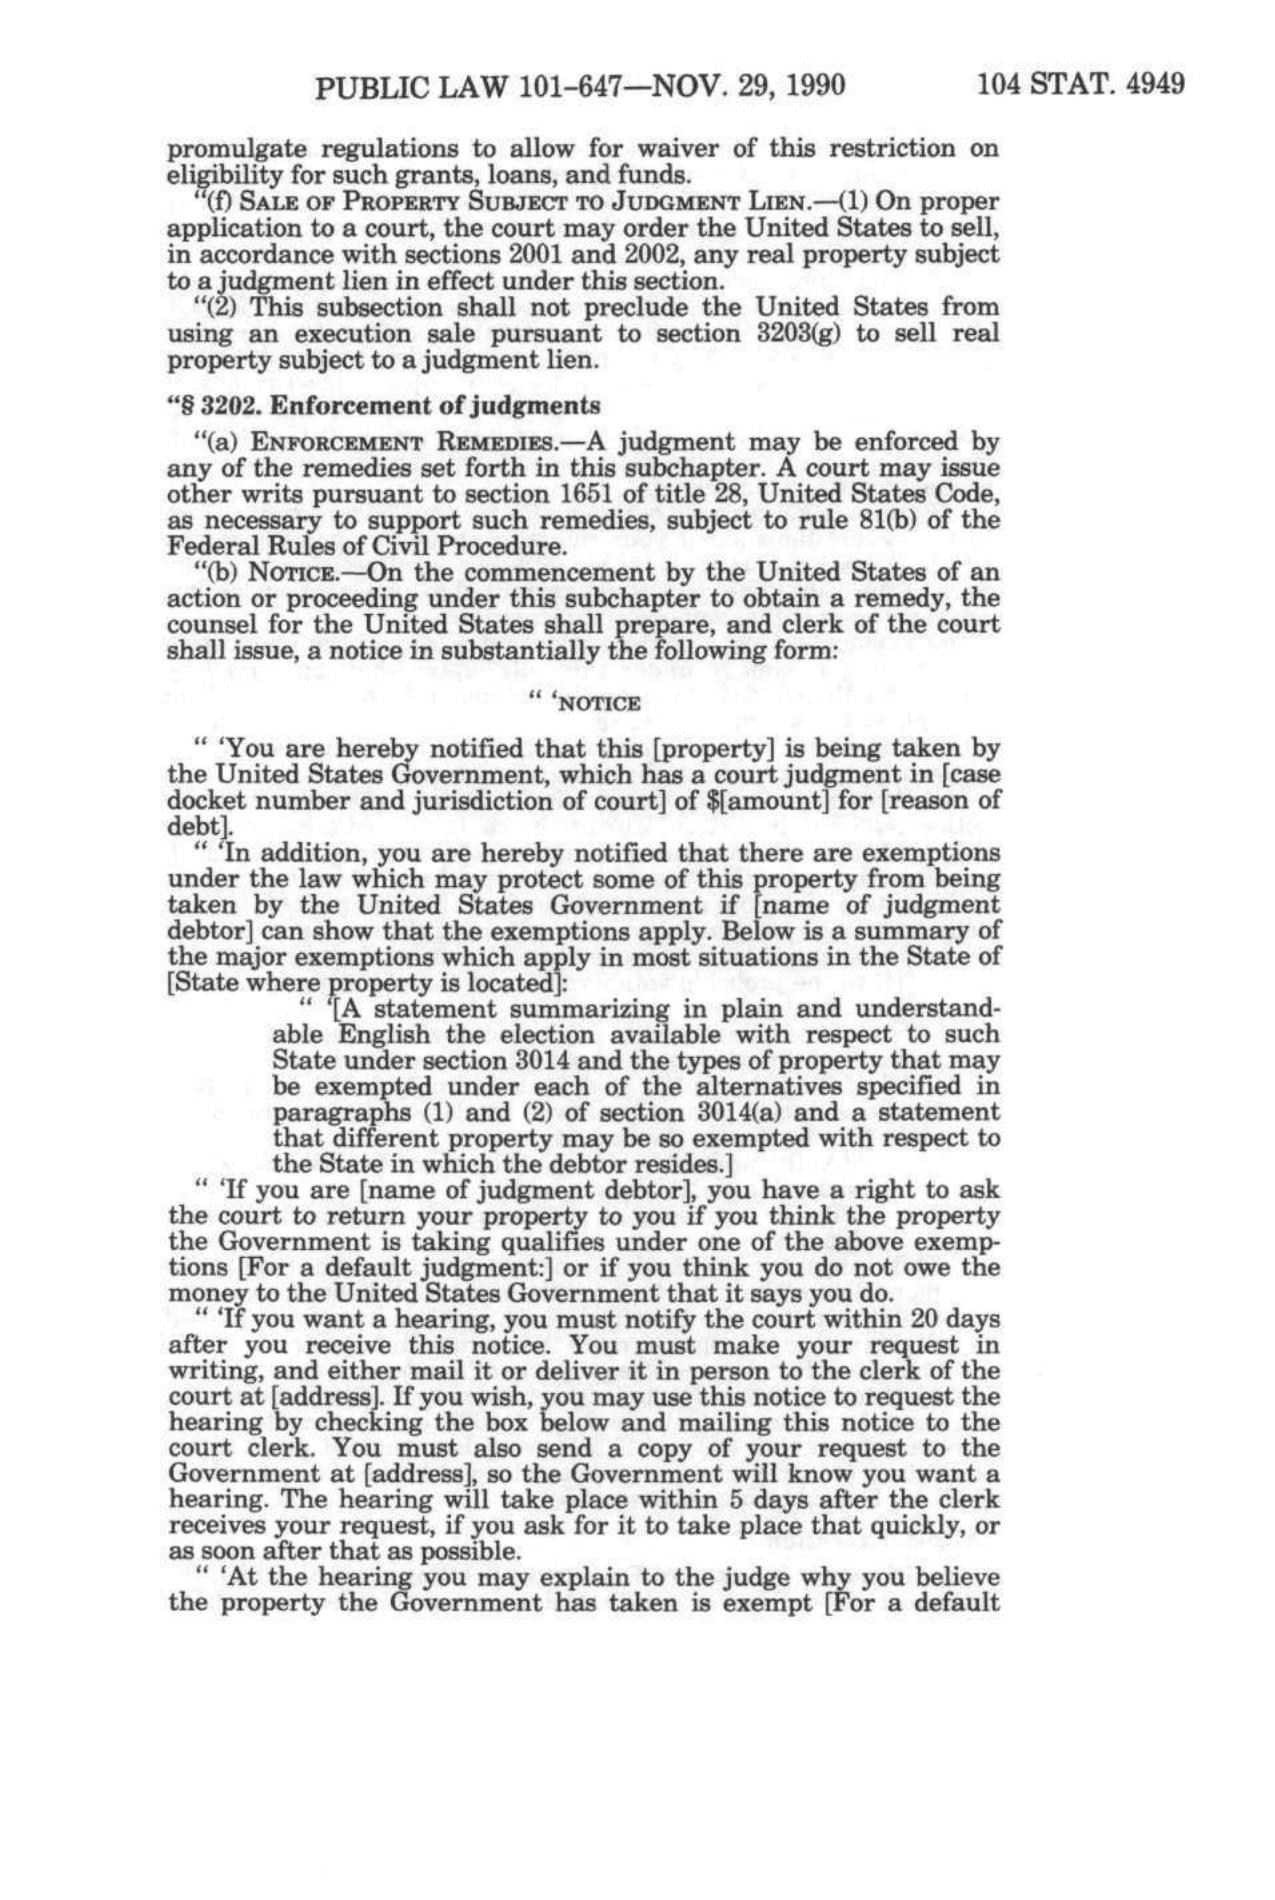 PUBLIC LAW 101–647—NOV. 29, 1990 104 STAT. 4949
promulgate regulations to allow for waiver of this restriction on
eligibility for such grants, loans, and funds.
"(f) SALE OF PROPERTY SUBJECT TO JUDGMENT LIEN.—(1) On proper
application to a court, the court may order the United States to sell,
in accordance with sections 2001 and 2002, any real property subject
to a judgment lien in effect under this section.
"(2) This subsection shall not preclude the United States from
using an execution sale pursuant to section 3203(g) to sell real
property subject to a judgment lien.
"§ 3202. Enforcement of judgments
"(a) ENFORCEMENT REMEDIES.—A judgment may be enforced by
any of the remedies set forth in this subchapter. A court may issue
other writs pursuant to section 1651 of title 28, United States Code,
as necessary to support such remedies, subject to rule 81(b) of the
Federal Rules of Civil Procedure.
"(b) NOTICE.—On the commencement by the United States of an
action or proceeding under this subchapter to obtain a remedy, the
counsel for the United States shall prepare, and clerk of the court
shall issue, a notice in substantially the following form:
" 'NOTICE
" 'You are hereby notified that this [property] is being taken by
the United States Government, which has a court judgment in [case
docket number and jurisdiction of court] of $[amount] for [reason of
debt].
" 'In addition, you are hereby notified that there are exemptions
under the law which may protect some of this property from being
taken by the United States Government if [name of judgment
debtor] can show that the exemptions apply. Below is a summary of
the major exemptions which apply in most situations in the State of
[State where property is located]:
" '[A statement summarizing in plain and understand-
able English the election available with respect to such
State under section 3014 and the types of property that may
be exempted under each of the alternatives specified in
paragraphs (1) and (2) of section 3014(a) and a statement
that different property may be so exempted with respect to
the State in which the debtor resides.]
" 'If you are [name of judgment debtor], you have a right to ask
the court to return your property to you if you think the property
the Government is taking qualifies under one of the above exemp-
tions [For a default judgment:] or if you think you do not owe the
money to the United States Government that it says you do.
" 'If you want a hearing, you must notify the court within 20 days
after you receive this notice. You must make your request in
writing, and either mail it or deliver it in person to the clerk of the
court at [address]. If you wish, you may use this notice to request the
hearing by checking the box below and mailing this notice to the
court clerk. You must also send a copy of your request to the
Government at [address], so the Government will know you want a
hearing. The hearing will take place within 5 days after the clerk
receives your request, if you ask for it to take place that quickly, or
as soon after that as possible.
" 'At the hearing you may explain to the judge why you believe
the property the Government has taken is exempt [For a default